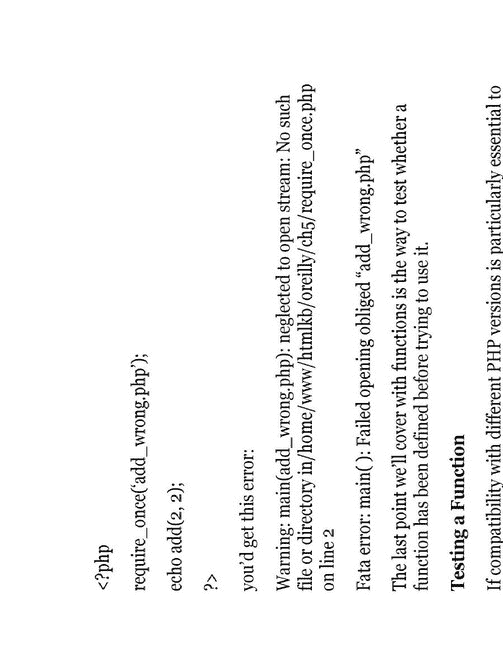 <?php
require_once(‘add_wrong.php’);
echo add(2, 2);
?>
you’d get this error:
Warning: main(add_wrong.php): neglected to open stream: No such
file or directory in/home/www/htmlkb/oreilly/ch5/require_once.php
on line 2
Fata error: main( ): Failed opening obliged “add_wrong.php”
The last point we’ll cover with functions is the way to test whether a
function has been defined before trying to use it.
Testing a Function
If compatibility with different PHP versions is particularly essential to